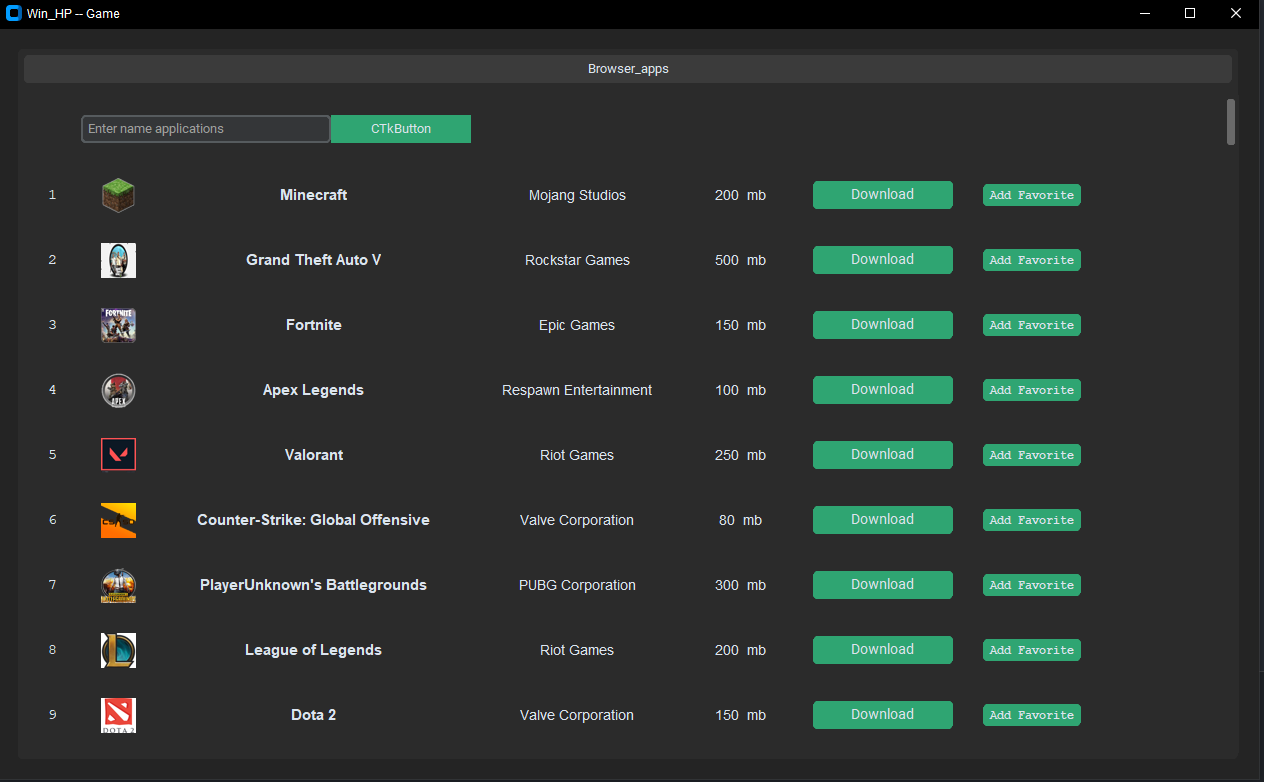 Win_HP -- Game
Browser_apps
Enter name applications CTkButton
1 Minecraft Mojang Studios 200 mb Download Add Favorite
2 Grand Theft Auto V Rockstar Games 500 mb Download Add Favorite
FORTNITE
3 Fortnite Epic Games 150 mb Download Add Favorite
4 Apex Legends Respawn Entertainment 100 mb Download Add Favorite
APEX
5 Valorant Riot Games 250 mb Download Add Favorite
6 Counter-Strike: Global Offensive Valve Corporation 80 mb Download Add Favorite
7 PlayerUnknown's Battlegrounds PUBG Corporation 300 mb Download Add Favorite
8 League of Legends Riot Games 200 mb Download Add Favorite
9 Dota 2 Valve Corporation 150 mb Download Add Favorite
DOTA 2